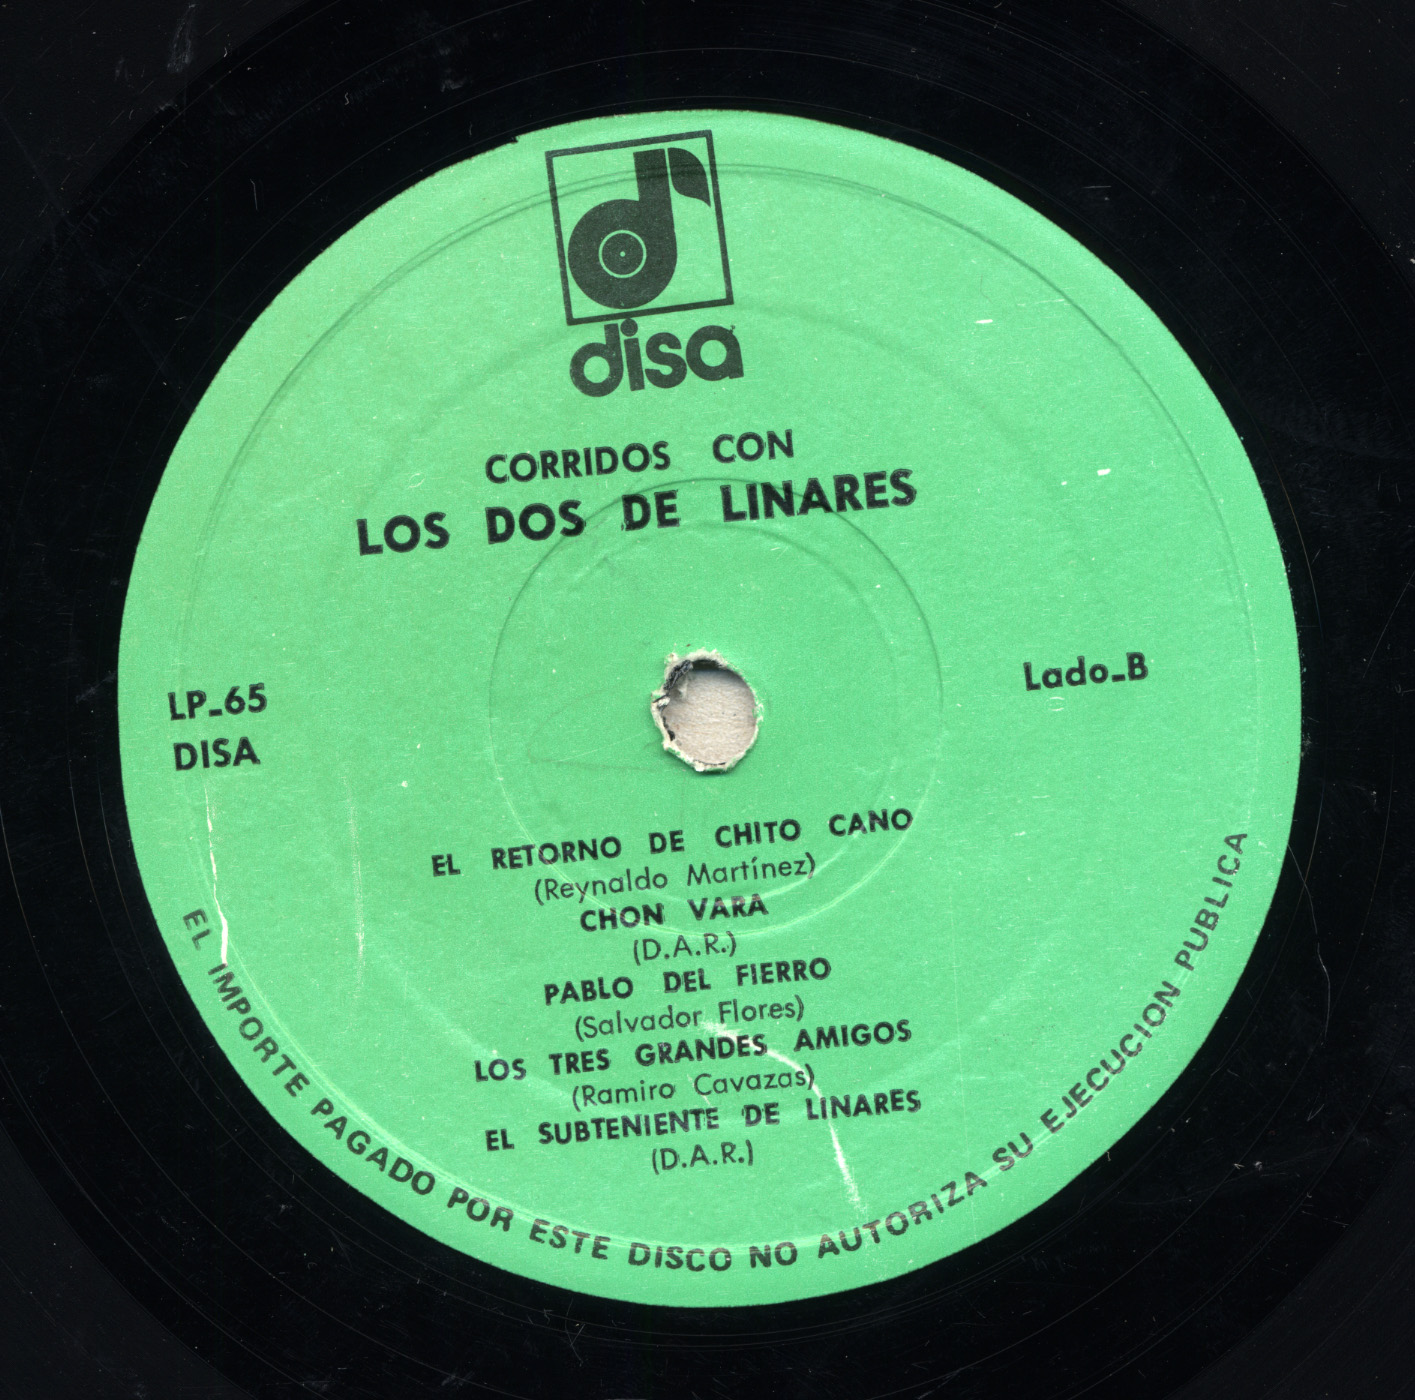 disa
CORRIDOS CON
LOS DOS DE LINARES
LP_65
DISA
Lado_B
EL RETORNO DE CHITO CANO
(Reynaldo Martínez)
CHON VARA
(D.A.R.)
PABLO DEL FIERRO
(Salvador Flores)
LOS TRES GRANDES AMIGOS
(Ramiro Cavazas)
EL SUBTENIENTE DE LINARES
(D.A.R.)
EL IMPORTE PAGADO POR ESTE DISCO NO AUTORIZA SU EJECUCION PUBLICA